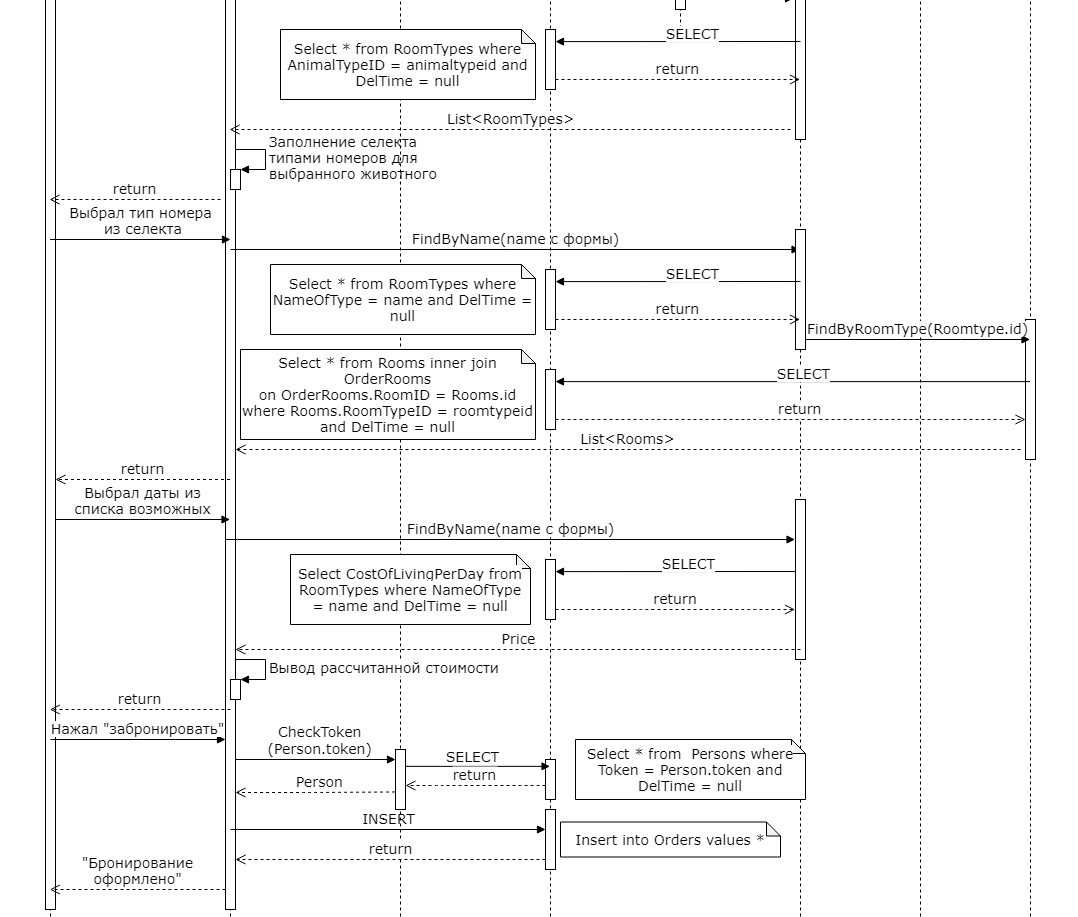 SELECT
Select * from RoomTypes where
AnimalTypeID = animaltypeid and
DelTime = null
return
List<RoomTypes>
Заполнение селекта
типами номеров для
выбранного животного
return
Выбрал тип номера
из селекта
FindByName(name с формы)
SELECT
Select * from RoomTypes where
NameOfType = name and DelTime =
null
return
FindByRoomType(Roomtype.id)
Select * from Rooms inner join
OrderRooms
on OrderRooms.RoomID = Rooms.id
where Rooms.RoomTypeID = roomtypeid
and DelTime = null
SELECT
return
List<Rooms>
return
Выбрал даты из
списка возможных
FindByName(name с формы)
SELECT
Select CostOfLivingPerDay from
RoomTypes where NameOfType
= name and DelTime = null
return
Price
Вывод рассчитанной стоимости
return
Нажал "забронировать"
CheckToken
(Person.token)
SELECT
return
Person
Select * from  Persons where
Token = Person.token and
DelTime = null
INSERT
Insert into Orders values *
return
"Бронирование
оформлено"